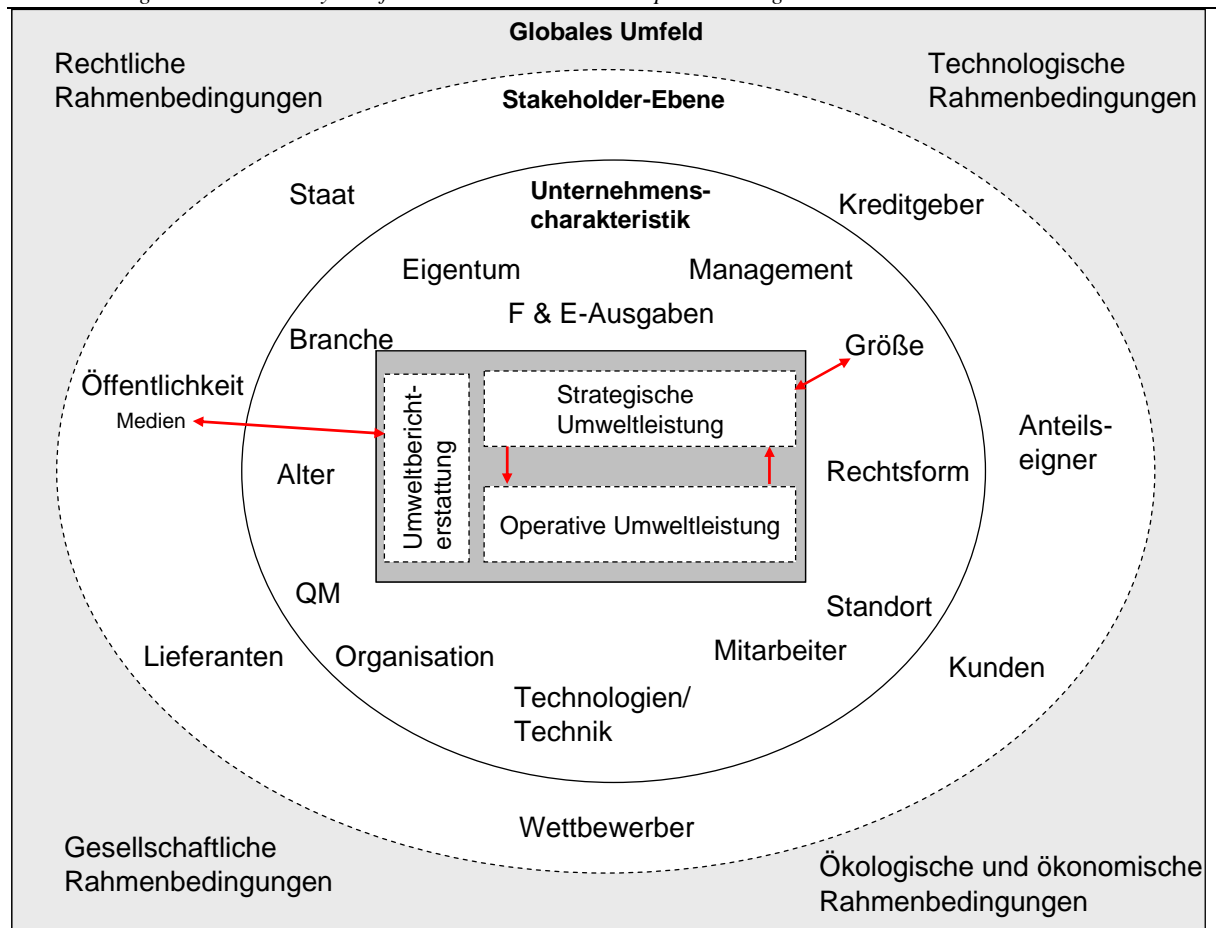 Globales Umfeld
Rechtliche
Rahmenbedingungen
Technologische
Rahmenbedingungen
Stakeholder-Ebene
Staat
Unternehmens-
charakteristik
Kreditgeber
Eigentum
Management
F & E-Ausgaben
Branche
Größe
Öffentlichkeit
Medien
Umweltbericht-
erstattung
Strategische
Umweltleistung
Anteils-
eigner
Alter
Rechtsform
Operative Umweltleistung
QM
Standort
Lieferanten
Organisation
Mitarbeiter
Kunden
Technologien/
Technik
Wettbewerber
Gesellschaftliche
Rahmenbedingungen
Ökologische und ökonomische
Rahmenbedingungen